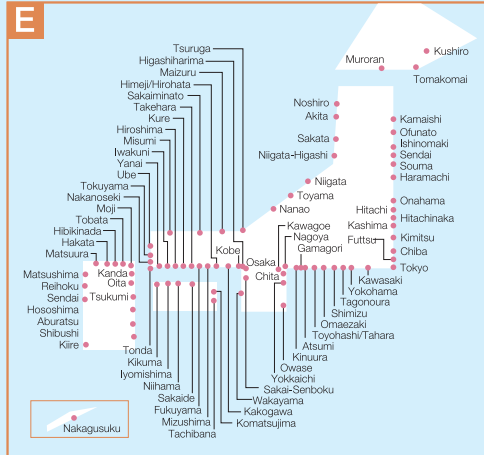 E
Tsuruga
Higashiharima
Maizuru
Himeji/Hirohata
Sakaiminato
Takehara
Kure
Hiroshima
Misumi
Iwakuni
Yanai
Ube
Tokuyama
Nakanoseki
Moji
Tobata
Hibikinada
Hakata
Matsuura
Kushiro
Muroran
Tomakomai
Noshiro
Akita
Sakata
Niigata-Higashi
Niigata
Toyama
Nanao
Kamaishi
Ofunato
Ishinomaki
Sendai
Souma
Haramachi
Onahama
Hitachi
Hitachinaka
Kashima
Kimitsu
Futtsu
Chiba
Tokyo
Kawagoe
Nagoya
Gamagori
Kobe
Osaka
Chita
Kanda
Oita
Tsukumi
Matsushima
Reihoku
Sendai
Hososhima
Aburatsu
Shibushi
Kiire
Kawasaki
Yokohama
Tagonoura
Shimizu
Omaezaki
Toyohashi/Tahara
Atsumi
Kinuura
Owase
Yokkaichi
Sakai-Senboku
Wakayama
Kakogawa
Komatsujima
Tonda
Kikuma
Iyomishima
Niihama
Sakaide
Fukuyama
Mizushima
Tachibana
Nakagusuku